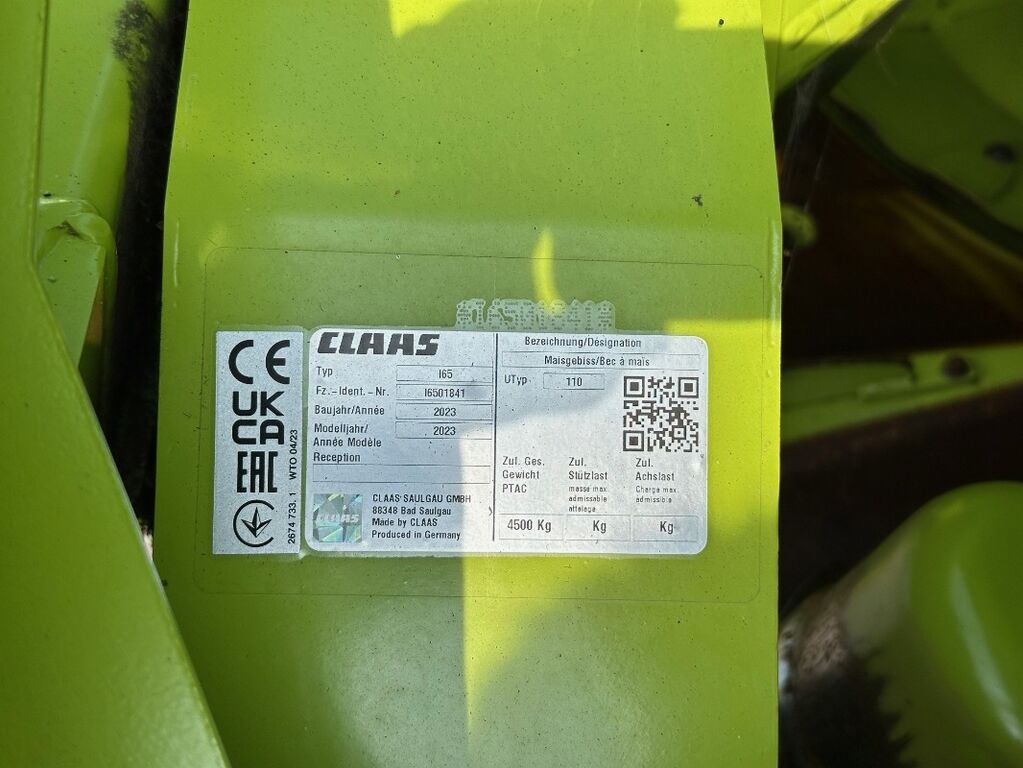 CE
UK
CA
EAC
2674 733. 1 WTO 04/23
CLAAS
Typ I65
Fz.-Ident.-Nr. I6501841
Baujahr/Année 2023
Modelljahr/
Année Modèle 2023
Reception
CLAAS
CLAAS SAULGAU GMBH
88348 Bad Saulgau
Made by CLAAS
Produced in Germany
Bezeichnung/Désignation
Maisgebiss/Bec à mais
UTyp 110
Zul. Ges.
Gewicht
PTAC
4500 Kg
Zul.
Stützlast
masse max.
admissable
attelage
Kg
Zul.
Achslast
Charge max.
admissible
Kg